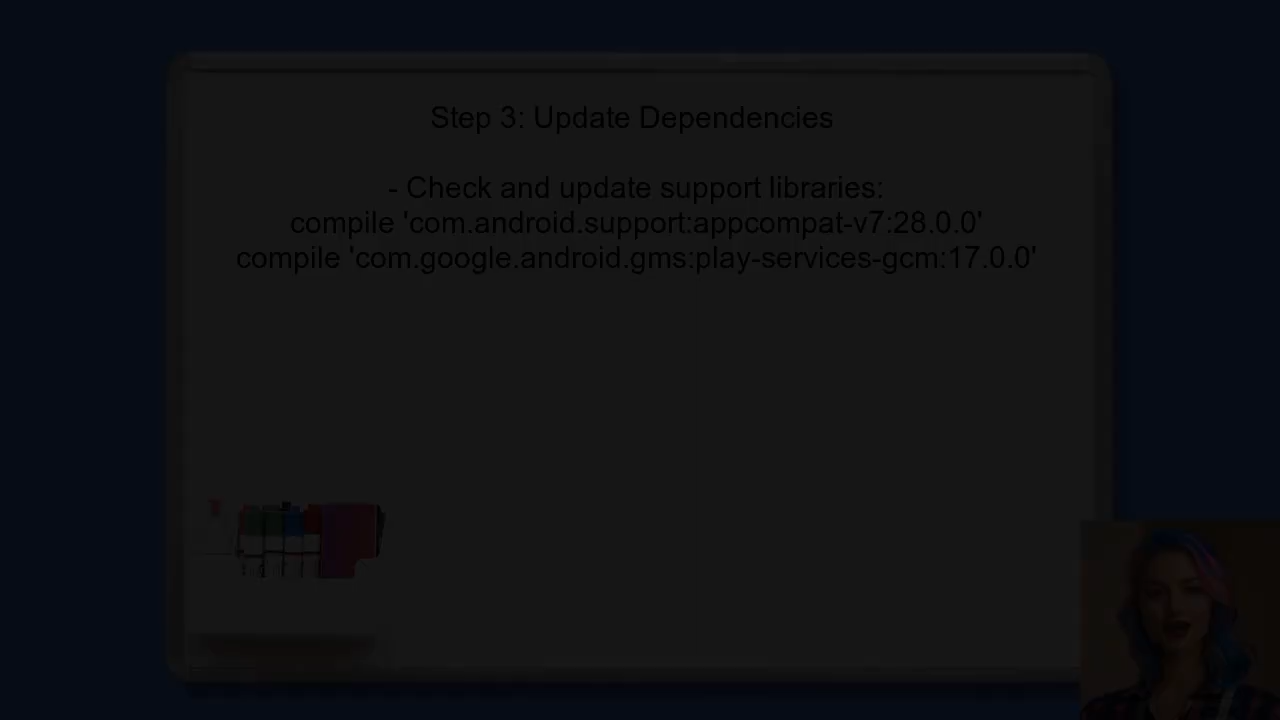 Step 3: Update Dependencies
- Check and update support libraries:
compile 'com.android.support:appcompat-v7:28.0.0'
compile 'com.google.android.gms:play-services-gcm:17.0.0'